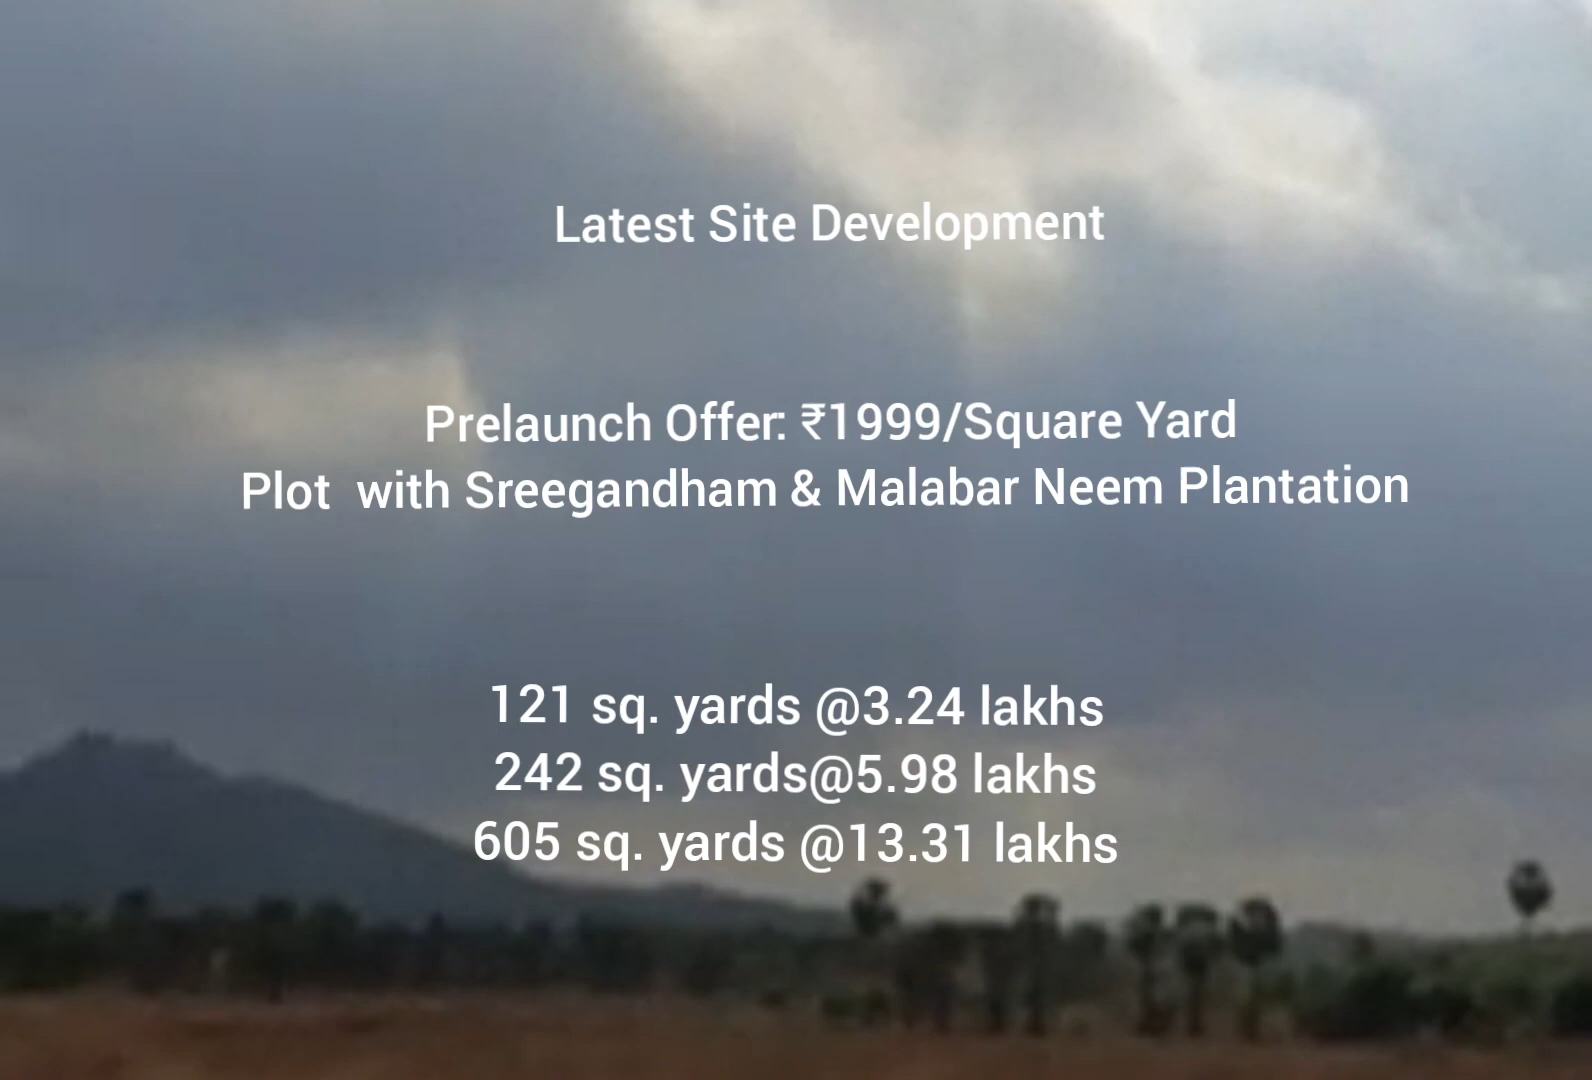 Latest Site Development
Prelaunch Offer: ₹1999/Square Yard
Plot with Sreegandham & Malabar Neem Plantation
121 sq. yards @3.24 lakhs
242 sq. yards@5.98 lakhs
605 sq. yards @13.31 lakhs